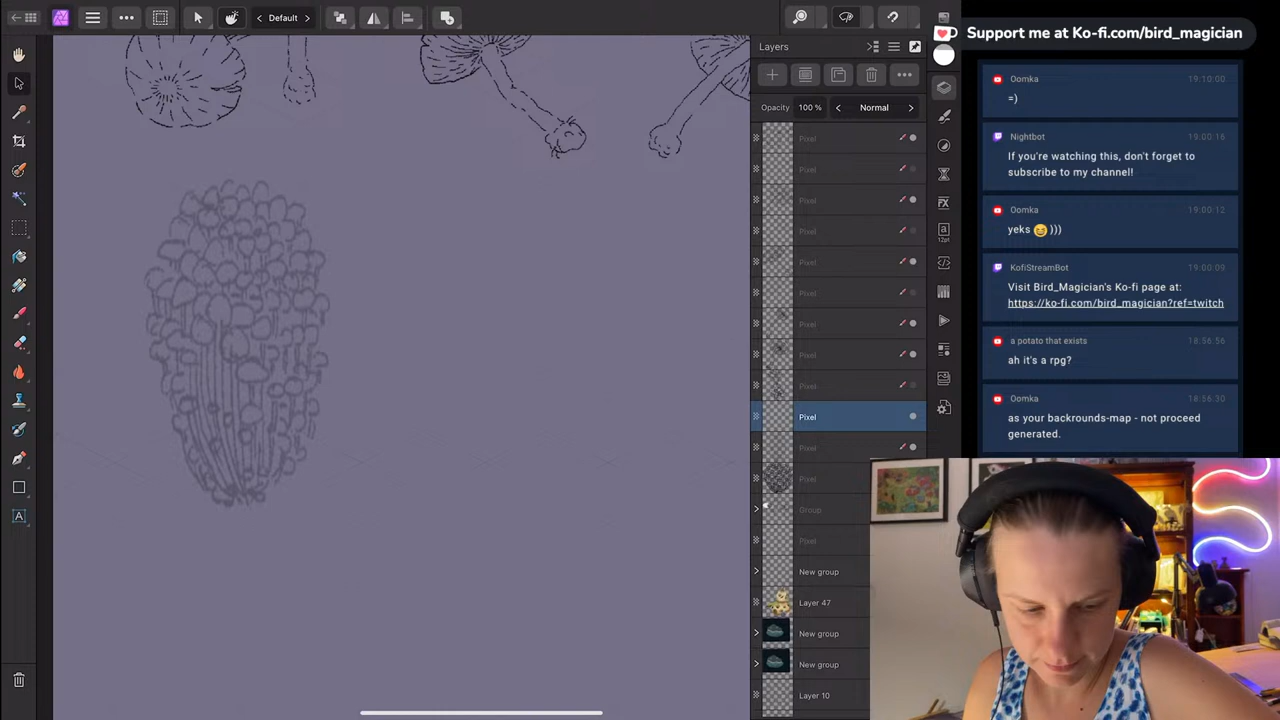 Default
Support me at Ko-fi.com/bird_magician
Layers
Opacity 100 % Normal
Pixel
Pixel
Pixel
Pixel
Pixel
Pixel
Pixel
Pixel
Pixel
Pixel
Pixel
Pixel
Group
Pixel
New group
Layer 47
New group
New group
Layer 10
A
a
12pt
FX
Oomka 19:10:00
=)
Nightbot 19:00:16
If you're watching this, don't forget to
subscribe to my channel!
Oomka 19:00:12
yeks 😊 )))
KofiStreamBot 19:00:09
Visit Bird_Magician's Ko-fi page at:
https://ko-fi.com/bird_magician?ref=twitch
a potato that exists 18:56:56
ah it's a rpg?
Oomka 18:56:30
as your backrounds-map - not proceed
generated.